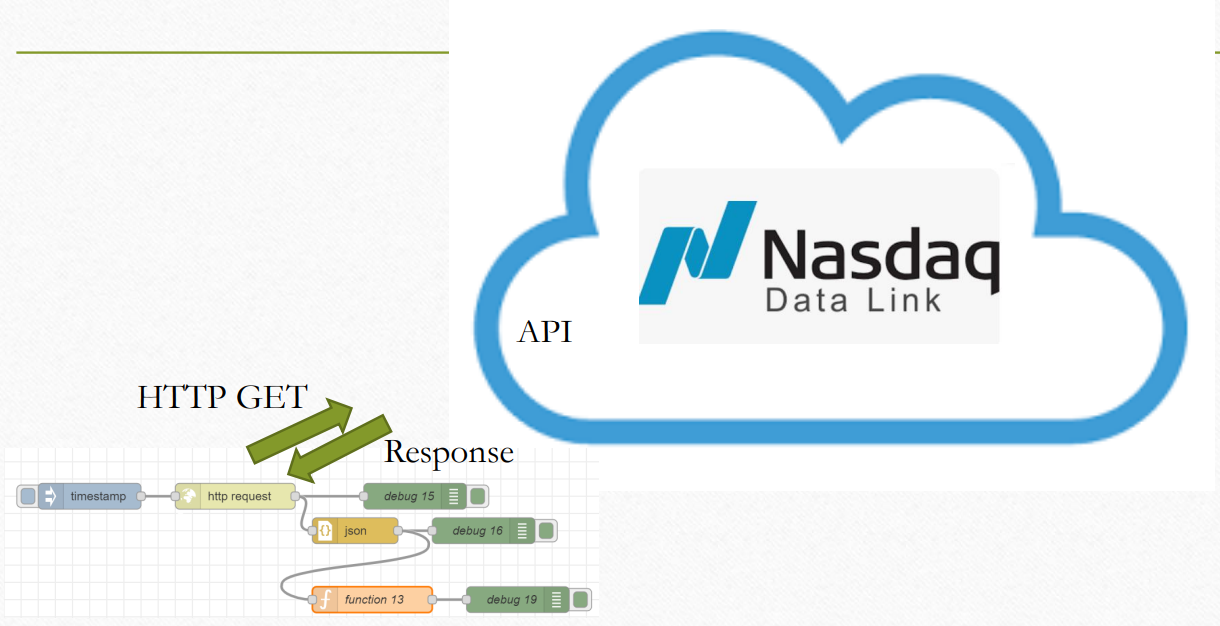 Nasdaq
Data Link
API
HTTP GET
Response
timestamp
http request
debug 15
json
debug 16
function 13
debug 19